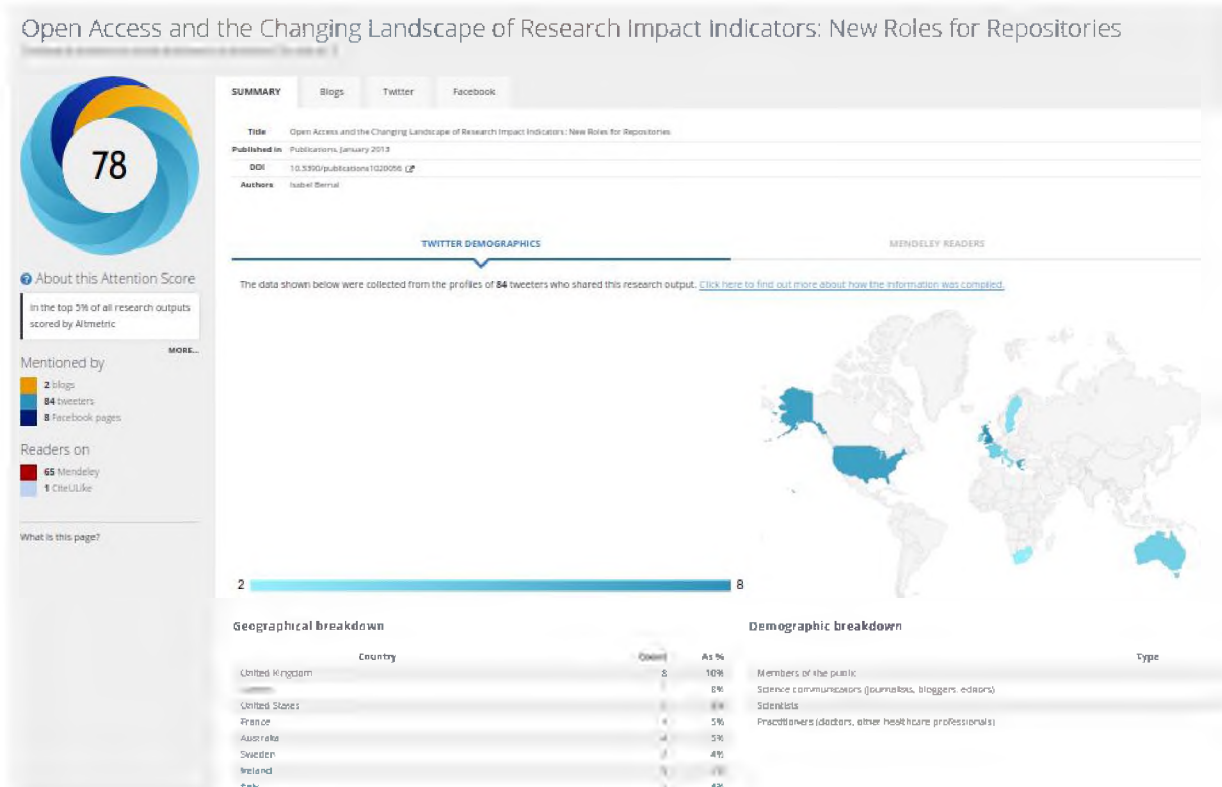 Open Access and the Changing Landscape of Research Impact Indicators: New Roles for Repositories
78
About this Attention Score
In the top 5% of all research outputs
scored by Altmetric
MORE...
Mentioned by
2 blogs
84 tweeters
8 Facebook pages
Readers on
65 Mendeley
1 CiteULike
What is this page?
SUMMARY Blogs Twitter Facebook
Title Open Access and the Changing Landscape of Research Impact Indicators: New Roles for Repositories
Published in Publications, January 2013
DOI 10.3390/publications1020056
Authors Isabel Bernal
TWITTER DEMOGRAPHICS MENDELEY READERS
The data shown below were collected from the profiles of 84 tweeters who shared this research output. Click here to find out more about how the information was compiled.
2 8
Geographical breakdown
Country Count As %
United Kingdom 8 10%
8%
United States
France 4 5%
Australia 4 5%
Sweden 4%
Ireland
Italy 4%
Demographic breakdown
Type
Members of the public
Science communicators (journalists, bloggers, editors)
Scientists
Practitioners (doctors, other healthcare professionals)